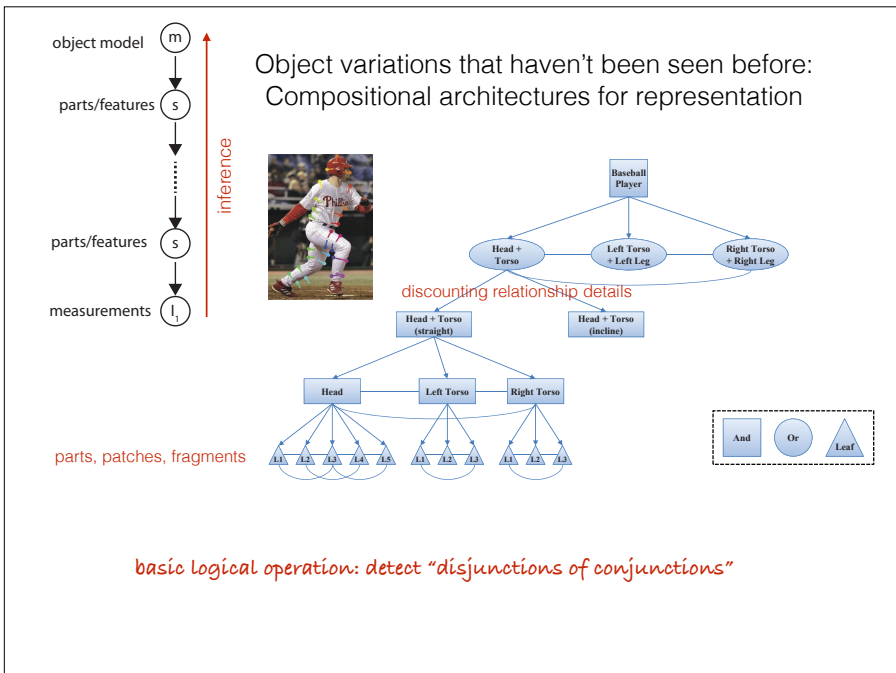 Object variations that haven't been seen before:
Compositional architectures for representation
object model
m
parts/features
s
parts/features
s
measurements
l1
inference
Phillies
Baseball
Player
Head +
Torso
Left Torso
+ Left Leg
Right Torso
+ Right Leg
discounting relationship details
Head + Torso
(straight)
Head + Torso
(incline)
Head
Left Torso
Right Torso
parts, patches, fragments
L1
L2
L3
L4
L5
L1
L2
L3
L1
L2
L3
And
Or
Leaf
basic logical operation: detect "disjunctions of conjunctions"